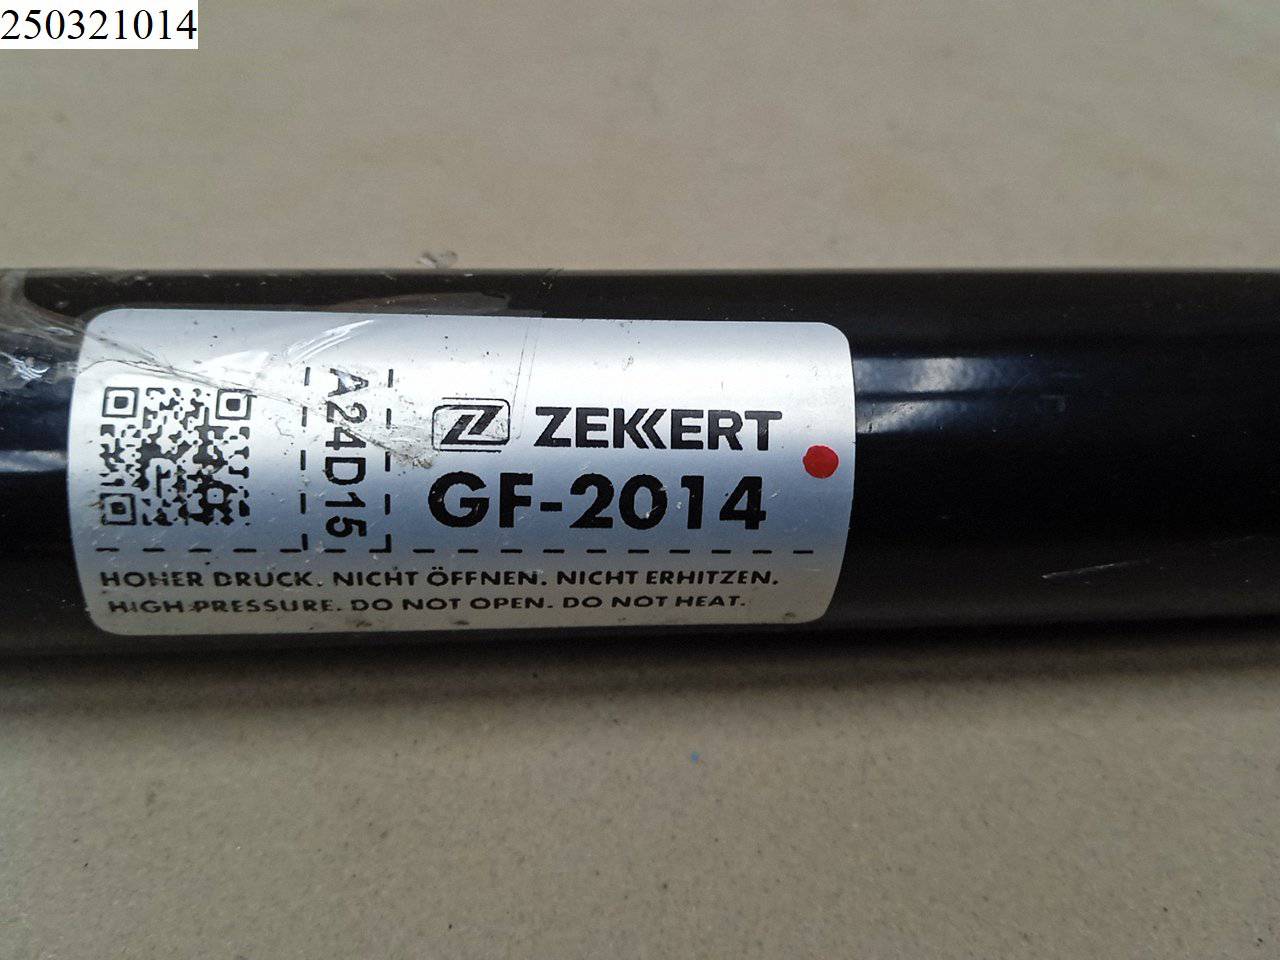 250321014
A24D15
ZEKKERT
GF-2014
HOHER DRUCK. NICHT ÖFFNEN. NICHT ERHITZEN.
HIGH PRESSURE. DO NOT OPEN. DO NOT HEAT.